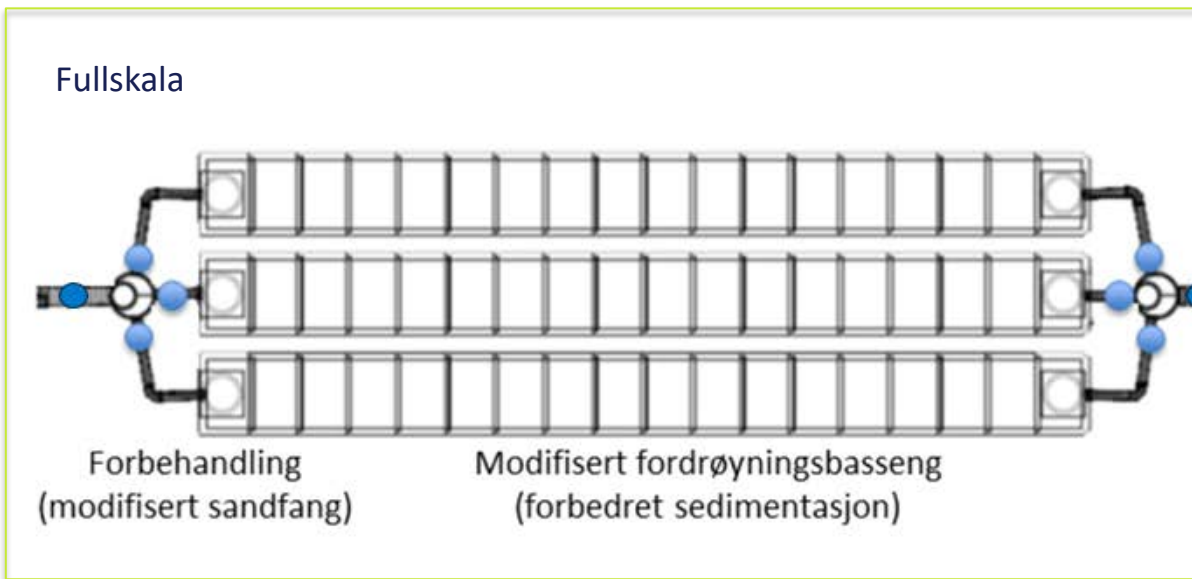 Fullskala
Forbehandling
(modifisert sandfang)
Modifisert fordrøyningsbasseng
(forbedret sedimentasjon)